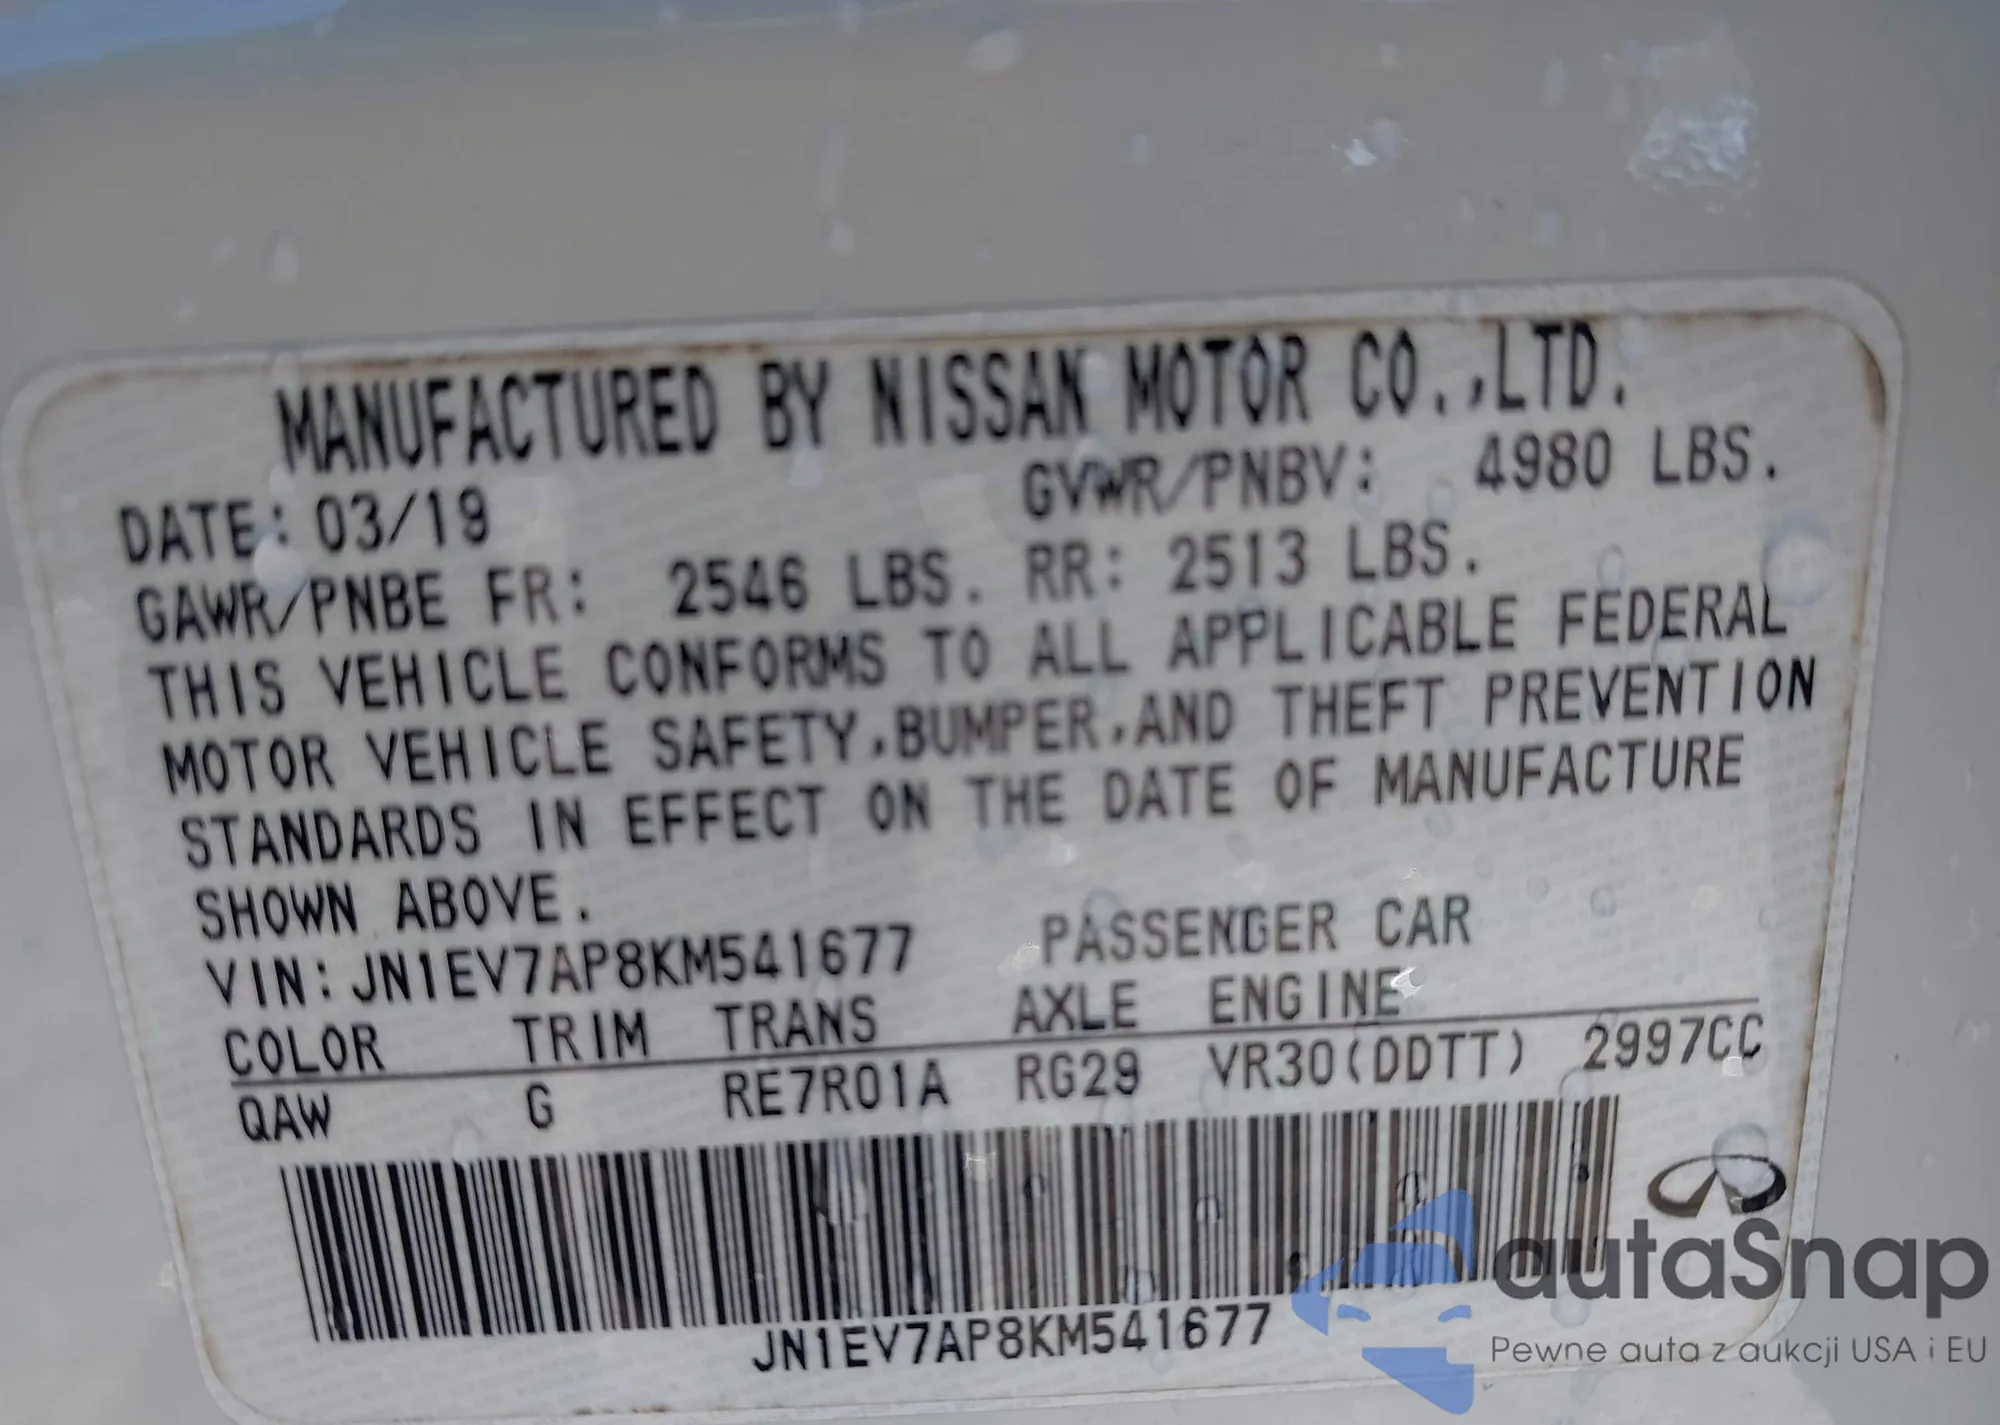 MANUFACTURED BY NISSAN MOTOR CO.,LTD.
DATE: 03/19 GVWR/PNBV: 4980 LBS.
GAWR/PNBE FR: 2546 LBS. RR: 2513 LBS.
THIS VEHICLE CONFORMS TO ALL APPLICABLE FEDERAL
MOTOR VEHICLE SAFETY,BUMPER,AND THEFT PREVENTION
STANDARDS IN EFFECT ON THE DATE OF MANUFACTURE
SHOWN ABOVE.
VIN:JN1EV7AP8KM541677 PASSENGER CAR
COLOR TRIM TRANS AXLE ENGINE
QAW G RE7R01A RG29 VR30(DDTT) 2997CC
JN1EV7AP8KM541677
autaSnap
Pewne auta z aukcji USA i EU